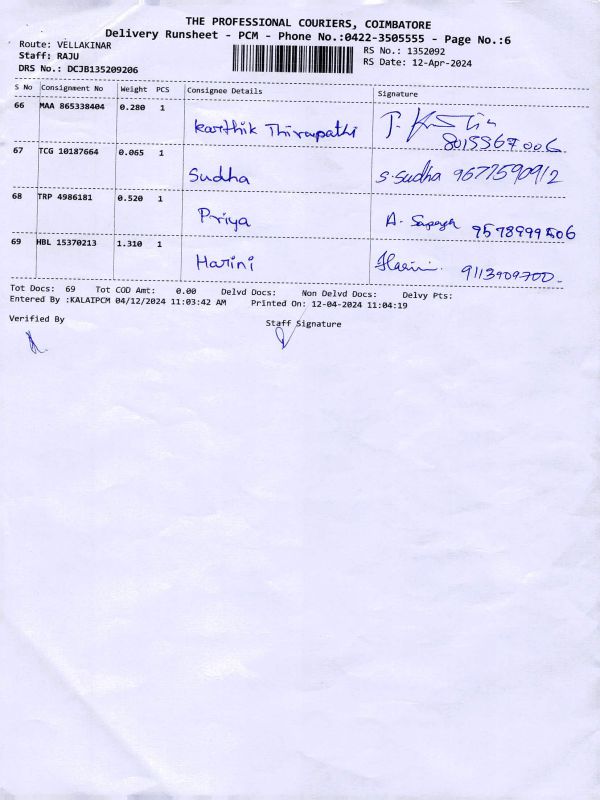 THE PROFESSIONAL COURIERS, COIMBATORE
Delivery Runsheet - PCM - Phone No.:0422-3505555 - Page No.:6
Route: VELLAKINAR RS No.: 1352092
Staff: RAJU RS Date: 12-Apr-2024
DRS No.: DCJB135209206
S No Consignment No Weight PCS Consignee Details Signature
66 MAA 865338404 0.280 1
Karthik Thirupathi
67 TCG 10187664 0.065 1
Sudha S. Sudha
68 TRP 4986181 0.520 1
Priya A.
69 HBL 15370213 1.310 1
Harini Harini 9113909700.
Tot Docs: 69 Tot COD Amt: 0.00 Delvd Docs: Non Delvd Docs: Delvy Pts:
Entered By :KALAIPCM 04/12/2024 11:03:42 AM Printed On: 12-04-2024 11:04:19
Verified By Staff Signature